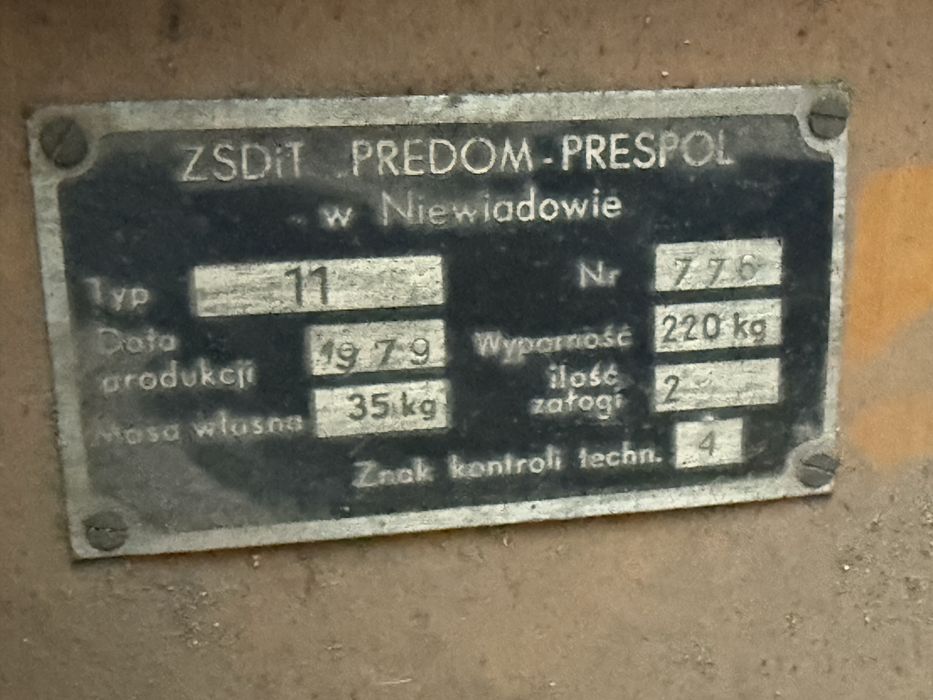 ZSDiT PREDOM-PRESPOL
w Niewiadowie
Typ 11 Nr 776
Data produkcji 1979 Wyporność 220 kg
Masa własna 35 kg ilość załogi 2
Znak kontroli techn. 4